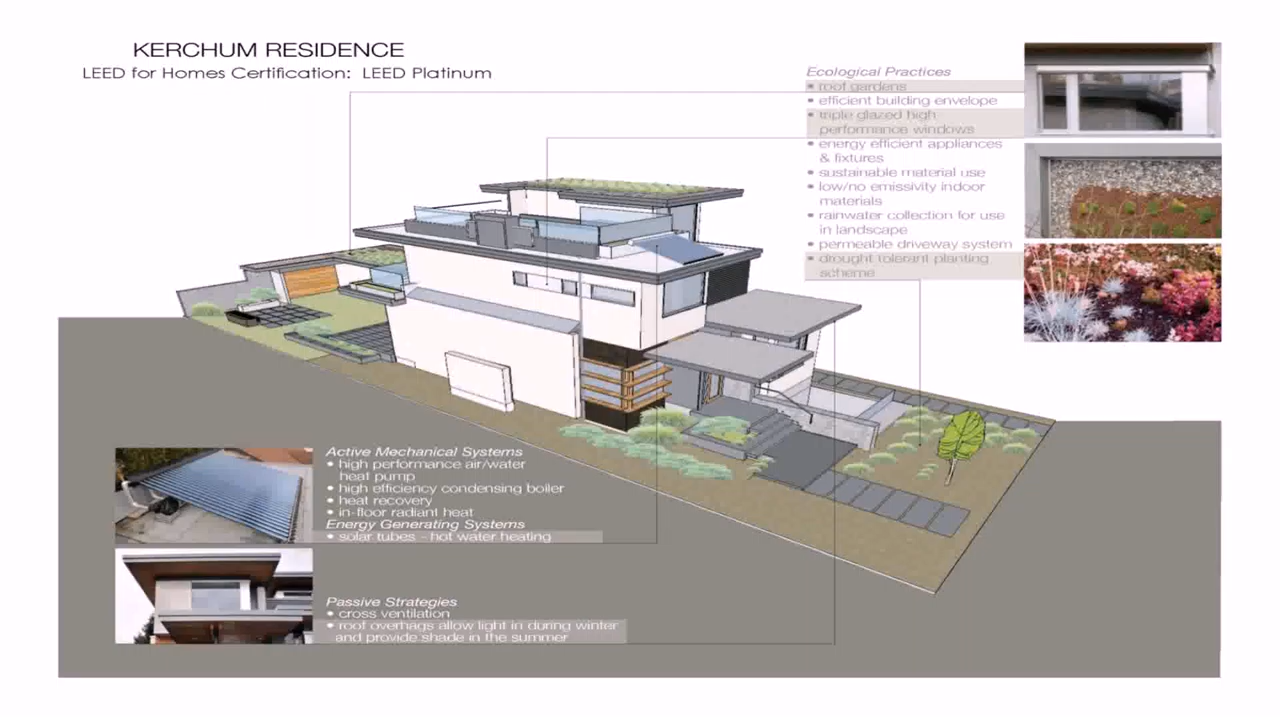 KERCHUM RESIDENCE
LEED for Homes Certification: LEED Platinum
Ecological Practices
• roof gardens
• efficient building envelope
• triple glazed high
performance windows
• energy efficient appliances
& fixtures
• sustainable material use
• low/no emissivity indoor
materials
• rainwater collection for use
in landscape
• permeable driveway system
• drought tolerant planting
scheme
Active Mechanical Systems
• high performance air/water
heat pump
• high efficiency condensing boiler
• heat recovery
• in-floor radiant heat
Energy Generating Systems
• solar tubes - hot water heating
Passive Strategies
• cross ventilation
• roof overhags allow light in during winter
and provide shade in the summer